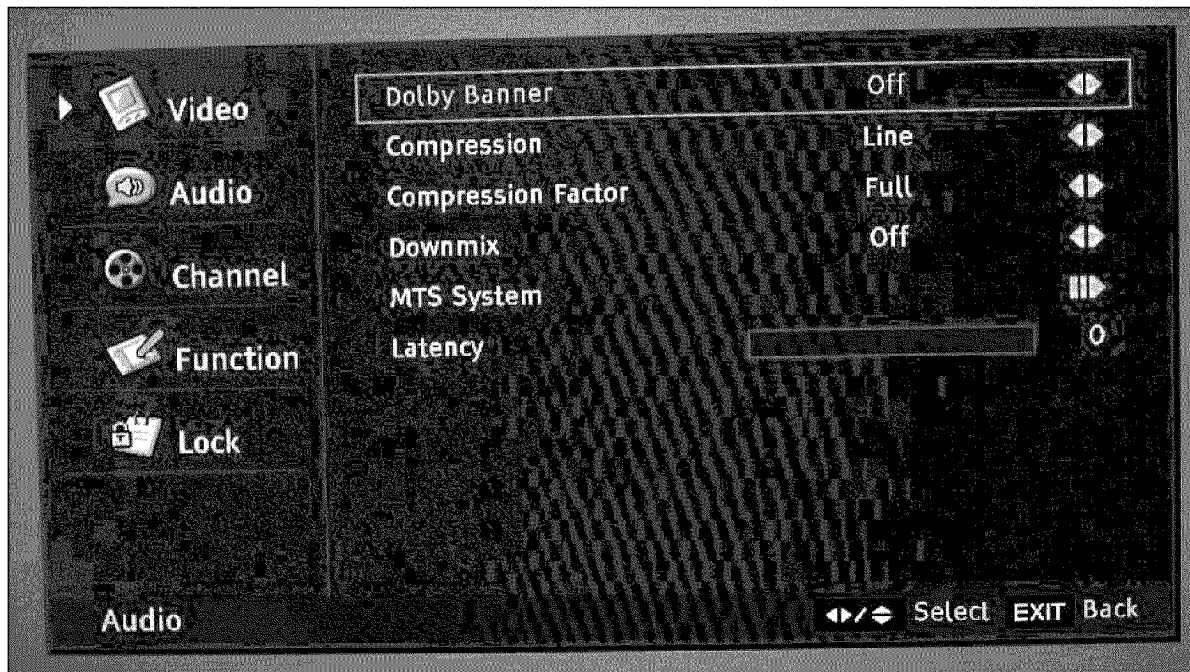 Video
Audio
Channel
Function
Lock
Dolby Banner Off
Compression Line
Compression Factor Full
Downmix Off
MTS System
Latency 0
Audio
Select EXIT Back